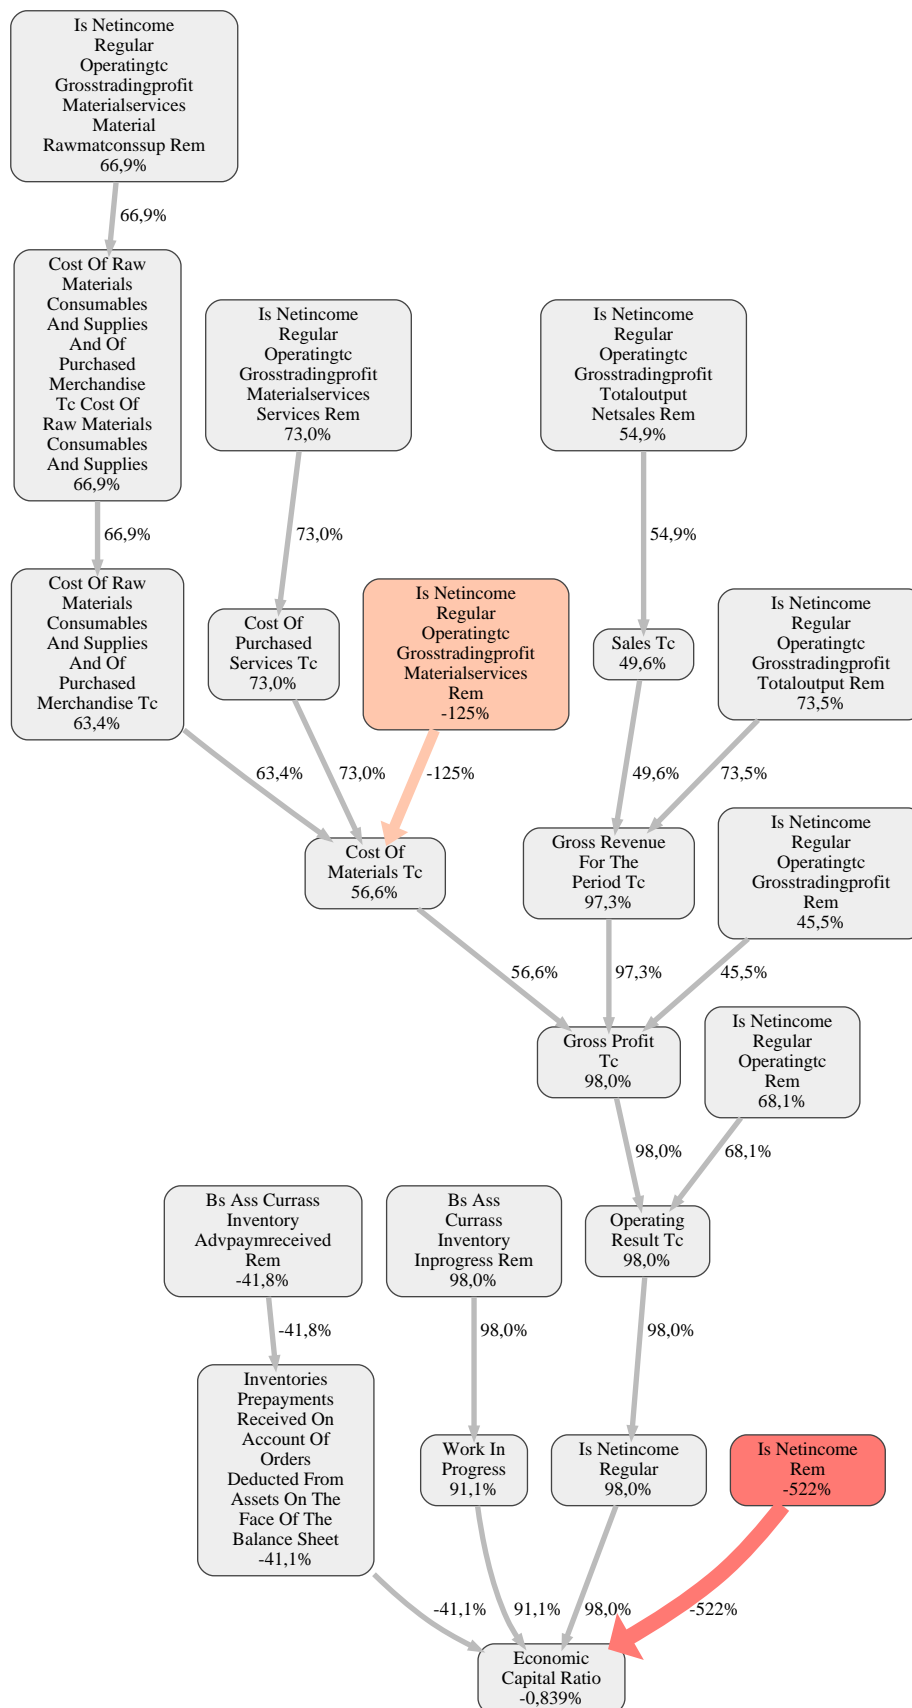 Is Netincome
Regular
Operatingtc
Grosstradingprofit
Materialservices
Material
Rawmatconssup Rem
66,9%
66,9%
Cost Of Raw
Materials
Consumables
And Supplies
And Of
Purchased
Merchandise
Tc Cost Of
Raw Materials
Consumables
And Supplies
66,9%
Is Netincome
Regular
Operatingtc
Grosstradingprofit
Materialservices
Services Rem
73,0%
Is Netincome
Regular
Operatingtc
Grosstradingprofit
Totaloutput
Netsales Rem
54,9%
66,9%
73,0%
54,9%
Cost Of Raw
Materials
Consumables
And Supplies
And Of
Purchased
Merchandise Tc
63,4%
Cost Of
Purchased
Services Tc
73,0%
Is Netincome
Regular
Operatingtc
Grosstradingprofit
Materialservices
Rem
-125%
Sales Tc
49,6%
Is Netincome
Regular
Operatingtc
Grosstradingprofit
Totaloutput Rem
73,5%
63,4%
73,0%
-125%
49,6%
73,5%
Cost Of
Materials Tc
56,6%
Gross Revenue
For The
Period Tc
97,3%
Is Netincome
Regular
Operatingtc
Grosstradingprofit
Rem
45,5%
56,6%
97,3%
45,5%
Gross Profit
Tc
98,0%
Is Netincome
Regular
Operatingtc
Rem
68,1%
98,0%
68,1%
Bs Ass Currass
Inventory
Advpaymreceived
Rem
-41,8%
Bs Ass
Currass
Inventory
Inprogress Rem
98,0%
Operating
Result Tc
98,0%
-41,8%
98,0%
98,0%
Inventories
Prepayments
Received On
Account Of
Orders
Deducted From
Assets On The
Face Of The
Balance Sheet
-41,1%
Work In
Progress
91,1%
Is Netincome
Regular
98,0%
Is Netincome
Rem
-522%
-41,1%
91,1%
98,0%
-522%
Economic
Capital Ratio
-0,839%